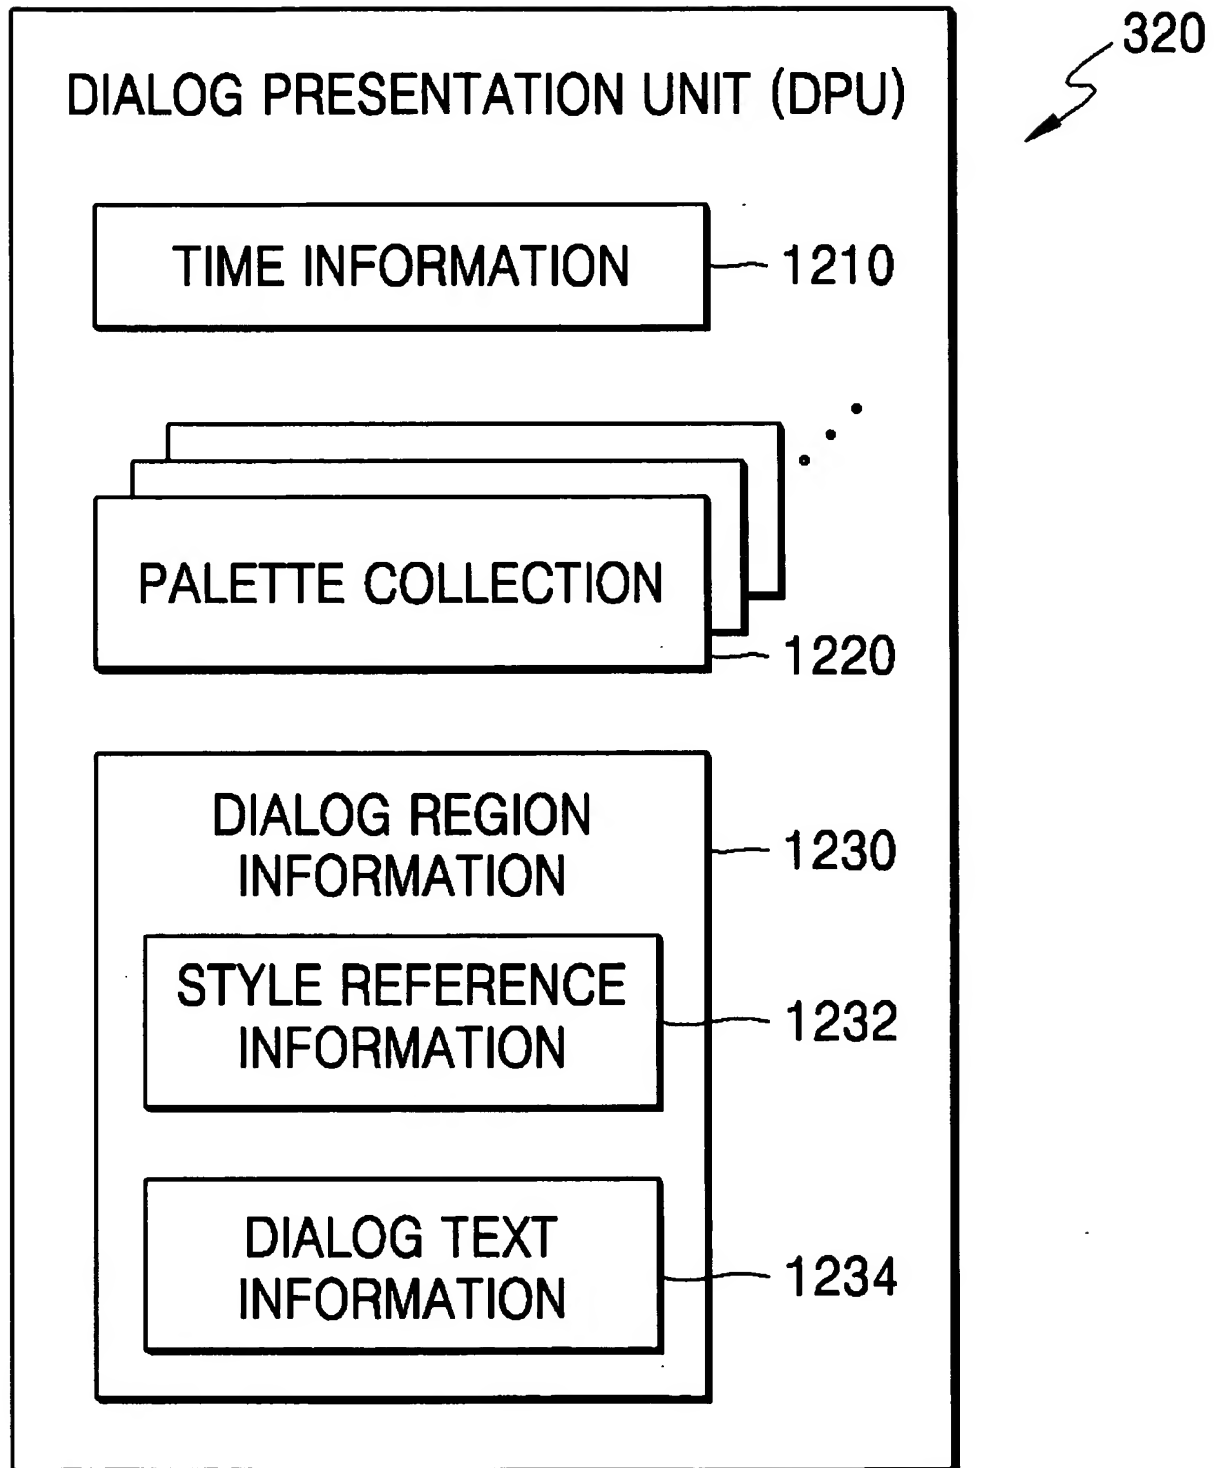 320
DIALOG PRESENTATION UNIT (DPU)
TIME INFORMATION
1210
PALETTE COLLECTION
1220
DIALOG REGION
INFORMATION
1230
STYLE REFERENCE
INFORMATION
1232
DIALOG TEXT
INFORMATION
1234